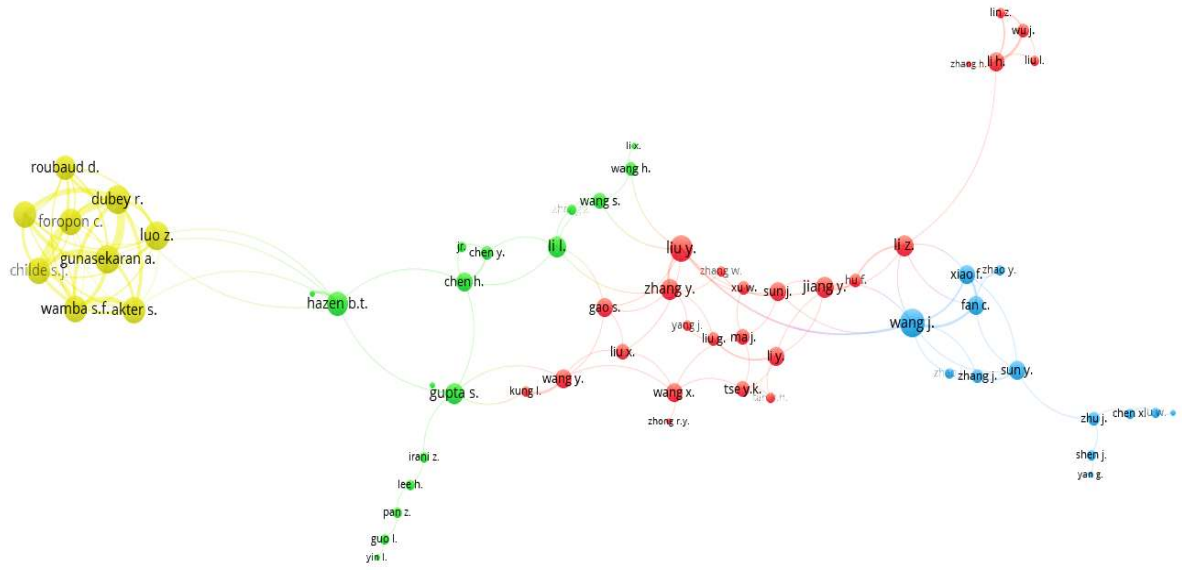 lin z.
wu j.
zhang h.
li h.
liu l.
li x.
wang h.
roubaud d.
dubey r.
foropon c.
luo z.
gunasekaran a.
childe s.j.
wamba s.f.
akter s.
hazen b.t.
wang s.
jr.
chen y.
li l.
chen h.
liu y.
zhang w.
zhang y.
xu w.
sun j.
jiang y.
hu f.
li z.
xiao f.
zhao y.
fan c.
wang j.
gao s.
yang j.
liu g.
ma j.
li y.
liu x.
wang y.
kung l.
gupta s.
wang x.
tse y.k.
zhong r.y.
zhang j.
sun y.
zhu j.
chen x.
shen j.
yan g.
irani z.
lee h.
pan z.
guo l.
yin l.